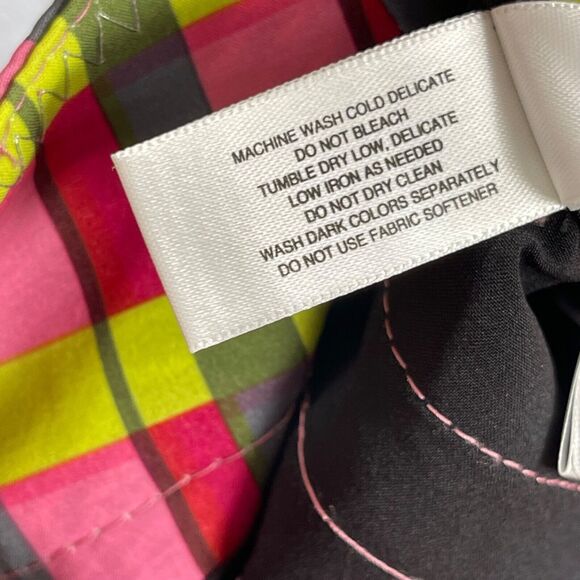 MACHINE WASH COLD DELICATE
DO NOT BLEACH
TUMBLE DRY LOW, DELICATE
LOW IRON AS NEEDED
DO NOT DRY CLEAN
WASH DARK COLORS SEPARATELY
DO NOT USE FABRIC SOFTENER